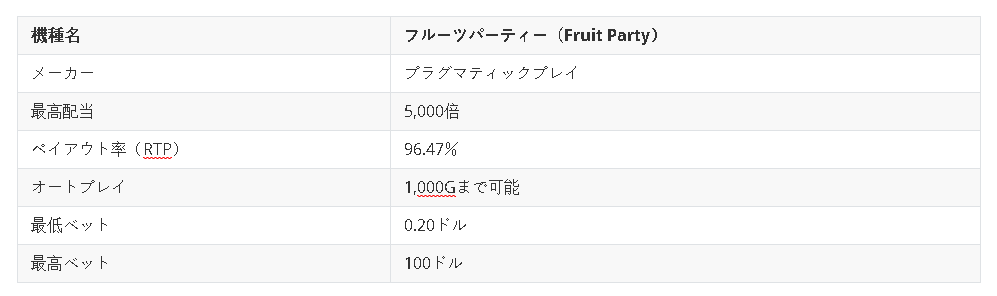 機種名 フルーツパーティー（Fruit Party）
メーカー プラグマティックプレイ
最高配当 5,000倍
ペイアウト率（RTP） 96.47％
オートプレイ 1,000Gまで可能
最低ベット 0.20ドル
最高ベット 100ドル